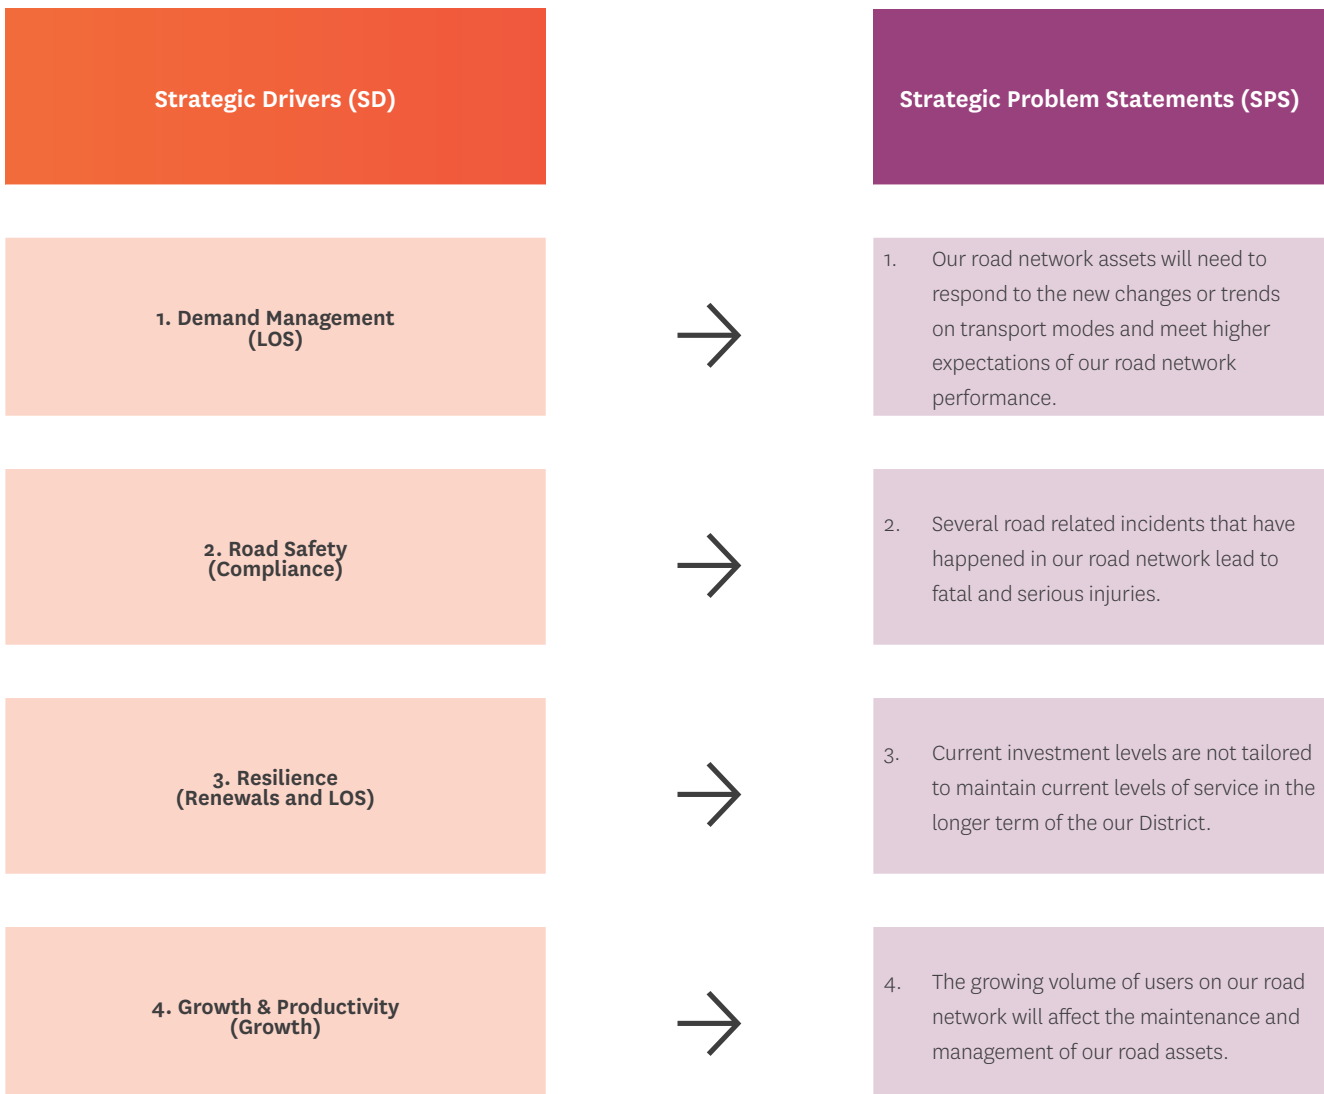 Strategic Drivers (SD)
Strategic Problem Statements (SPS)
1. Demand Management
(LOS)
1. Our road network assets will need to
respond to the new changes or trends
on transport modes and meet higher
expectations of our road network
performance.
2. Road Safety
(Compliance)
2. Several road related incidents that have
happened in our road network lead to
fatal and serious injuries.
3. Resilience
(Renewals and LOS)
3. Current investment levels are not tailored
to maintain current levels of service in the
longer term of the our District.
4. Growth & Productivity
(Growth)
4. The growing volume of users on our road
network will affect the maintenance and
management of our road assets.